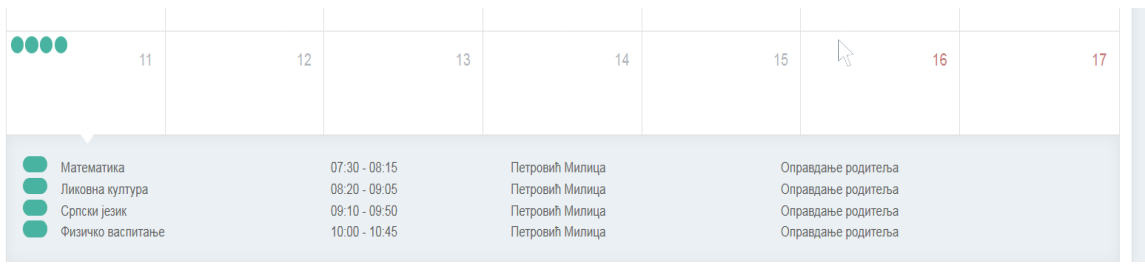 11 12 13 14 15 16 17
Математика 07:30 - 08:15 Петровић Милица Оправдање родитеља
Ликовна култура 08:20 - 09:05 Петровић Милица Оправдање родитеља
Српски језик 09:10 - 09:50 Петровић Милица Оправдање родитеља
Физичко васпитање 10:00 - 10:45 Петровић Милица Оправдање родитеља